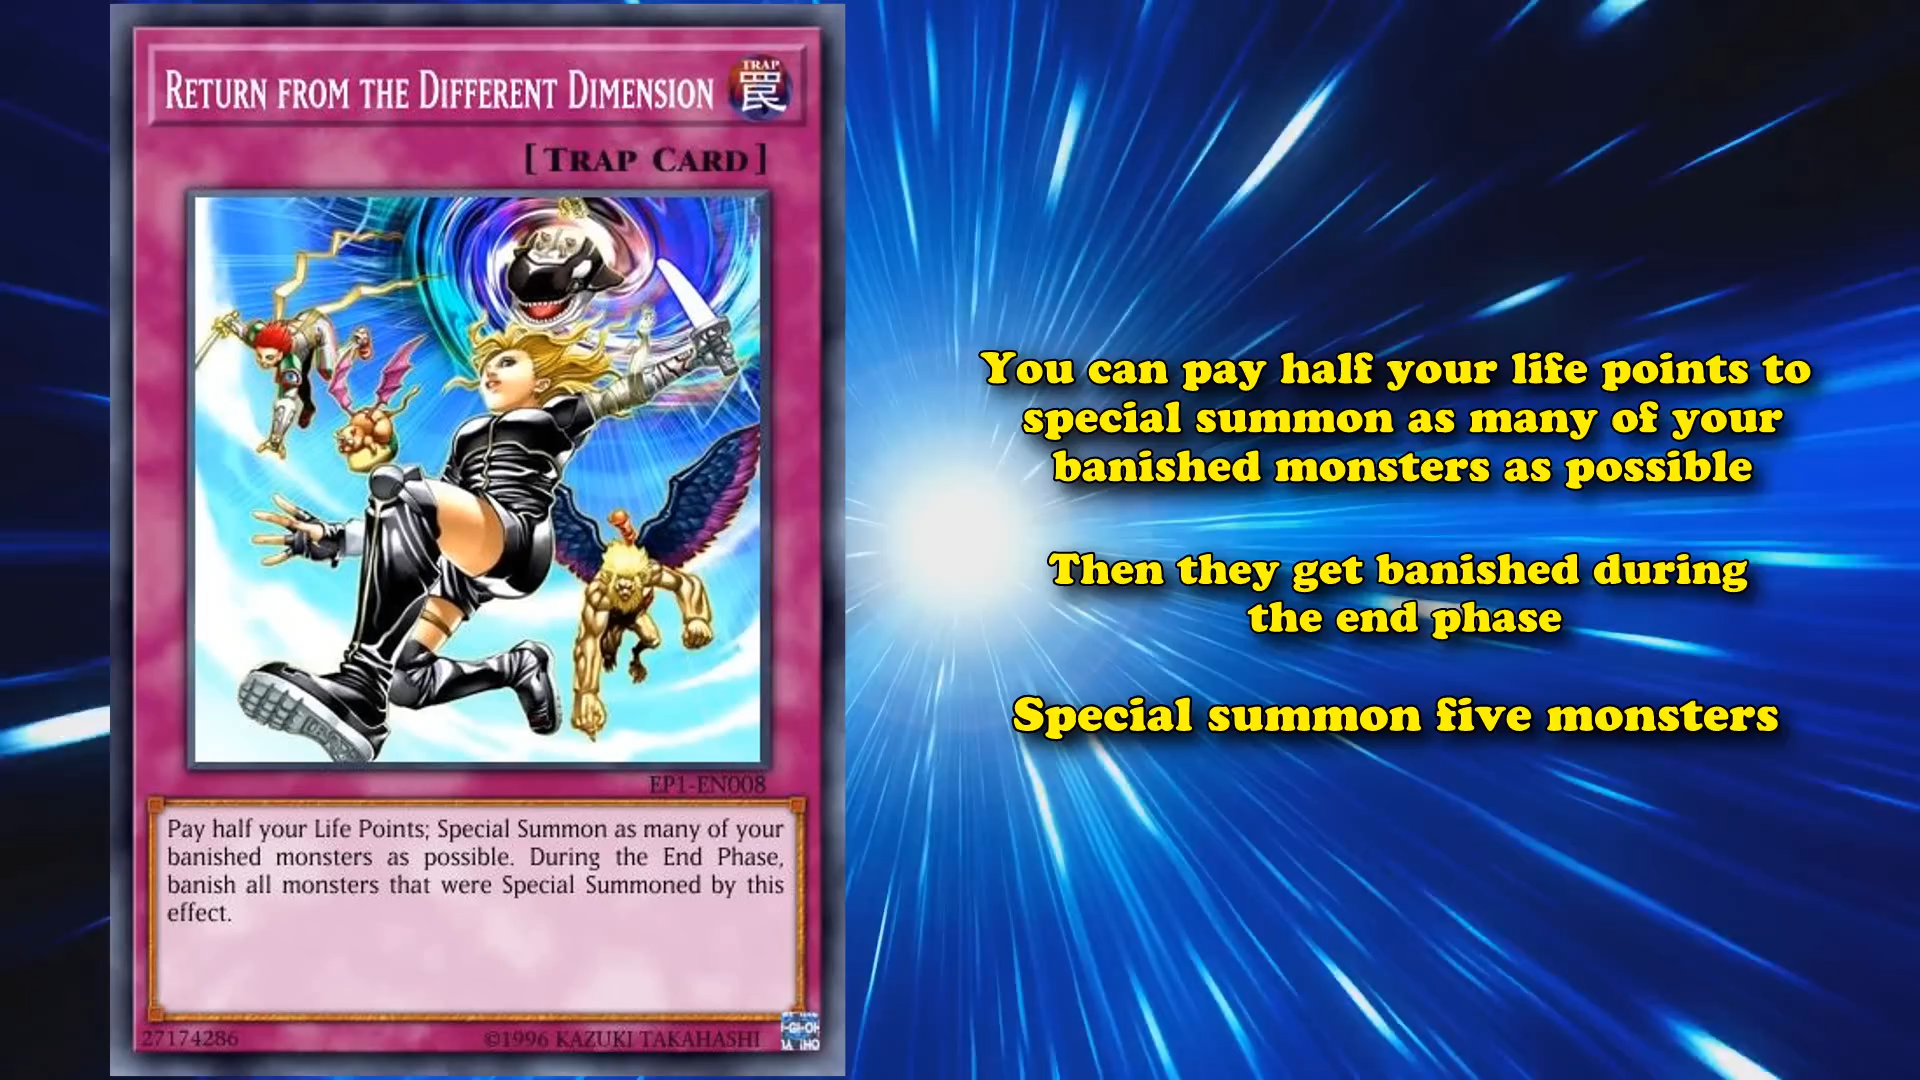 RETURN FROM THE DIFFERENT DIMENSION
TRAP
罠
[TRAP CARD]
EP1-EN008
Pay half your Life Points; Special Summon as many of your
banished monsters as possible. During the End Phase,
banish all monsters that were Special Summoned by this
effect.
27174286
©1996 KAZUKI TAKAHASHI
You can pay half your life points to
special summon as many of your
banished monsters as possible
Then they get banished during
the end phase
Special summon five monsters